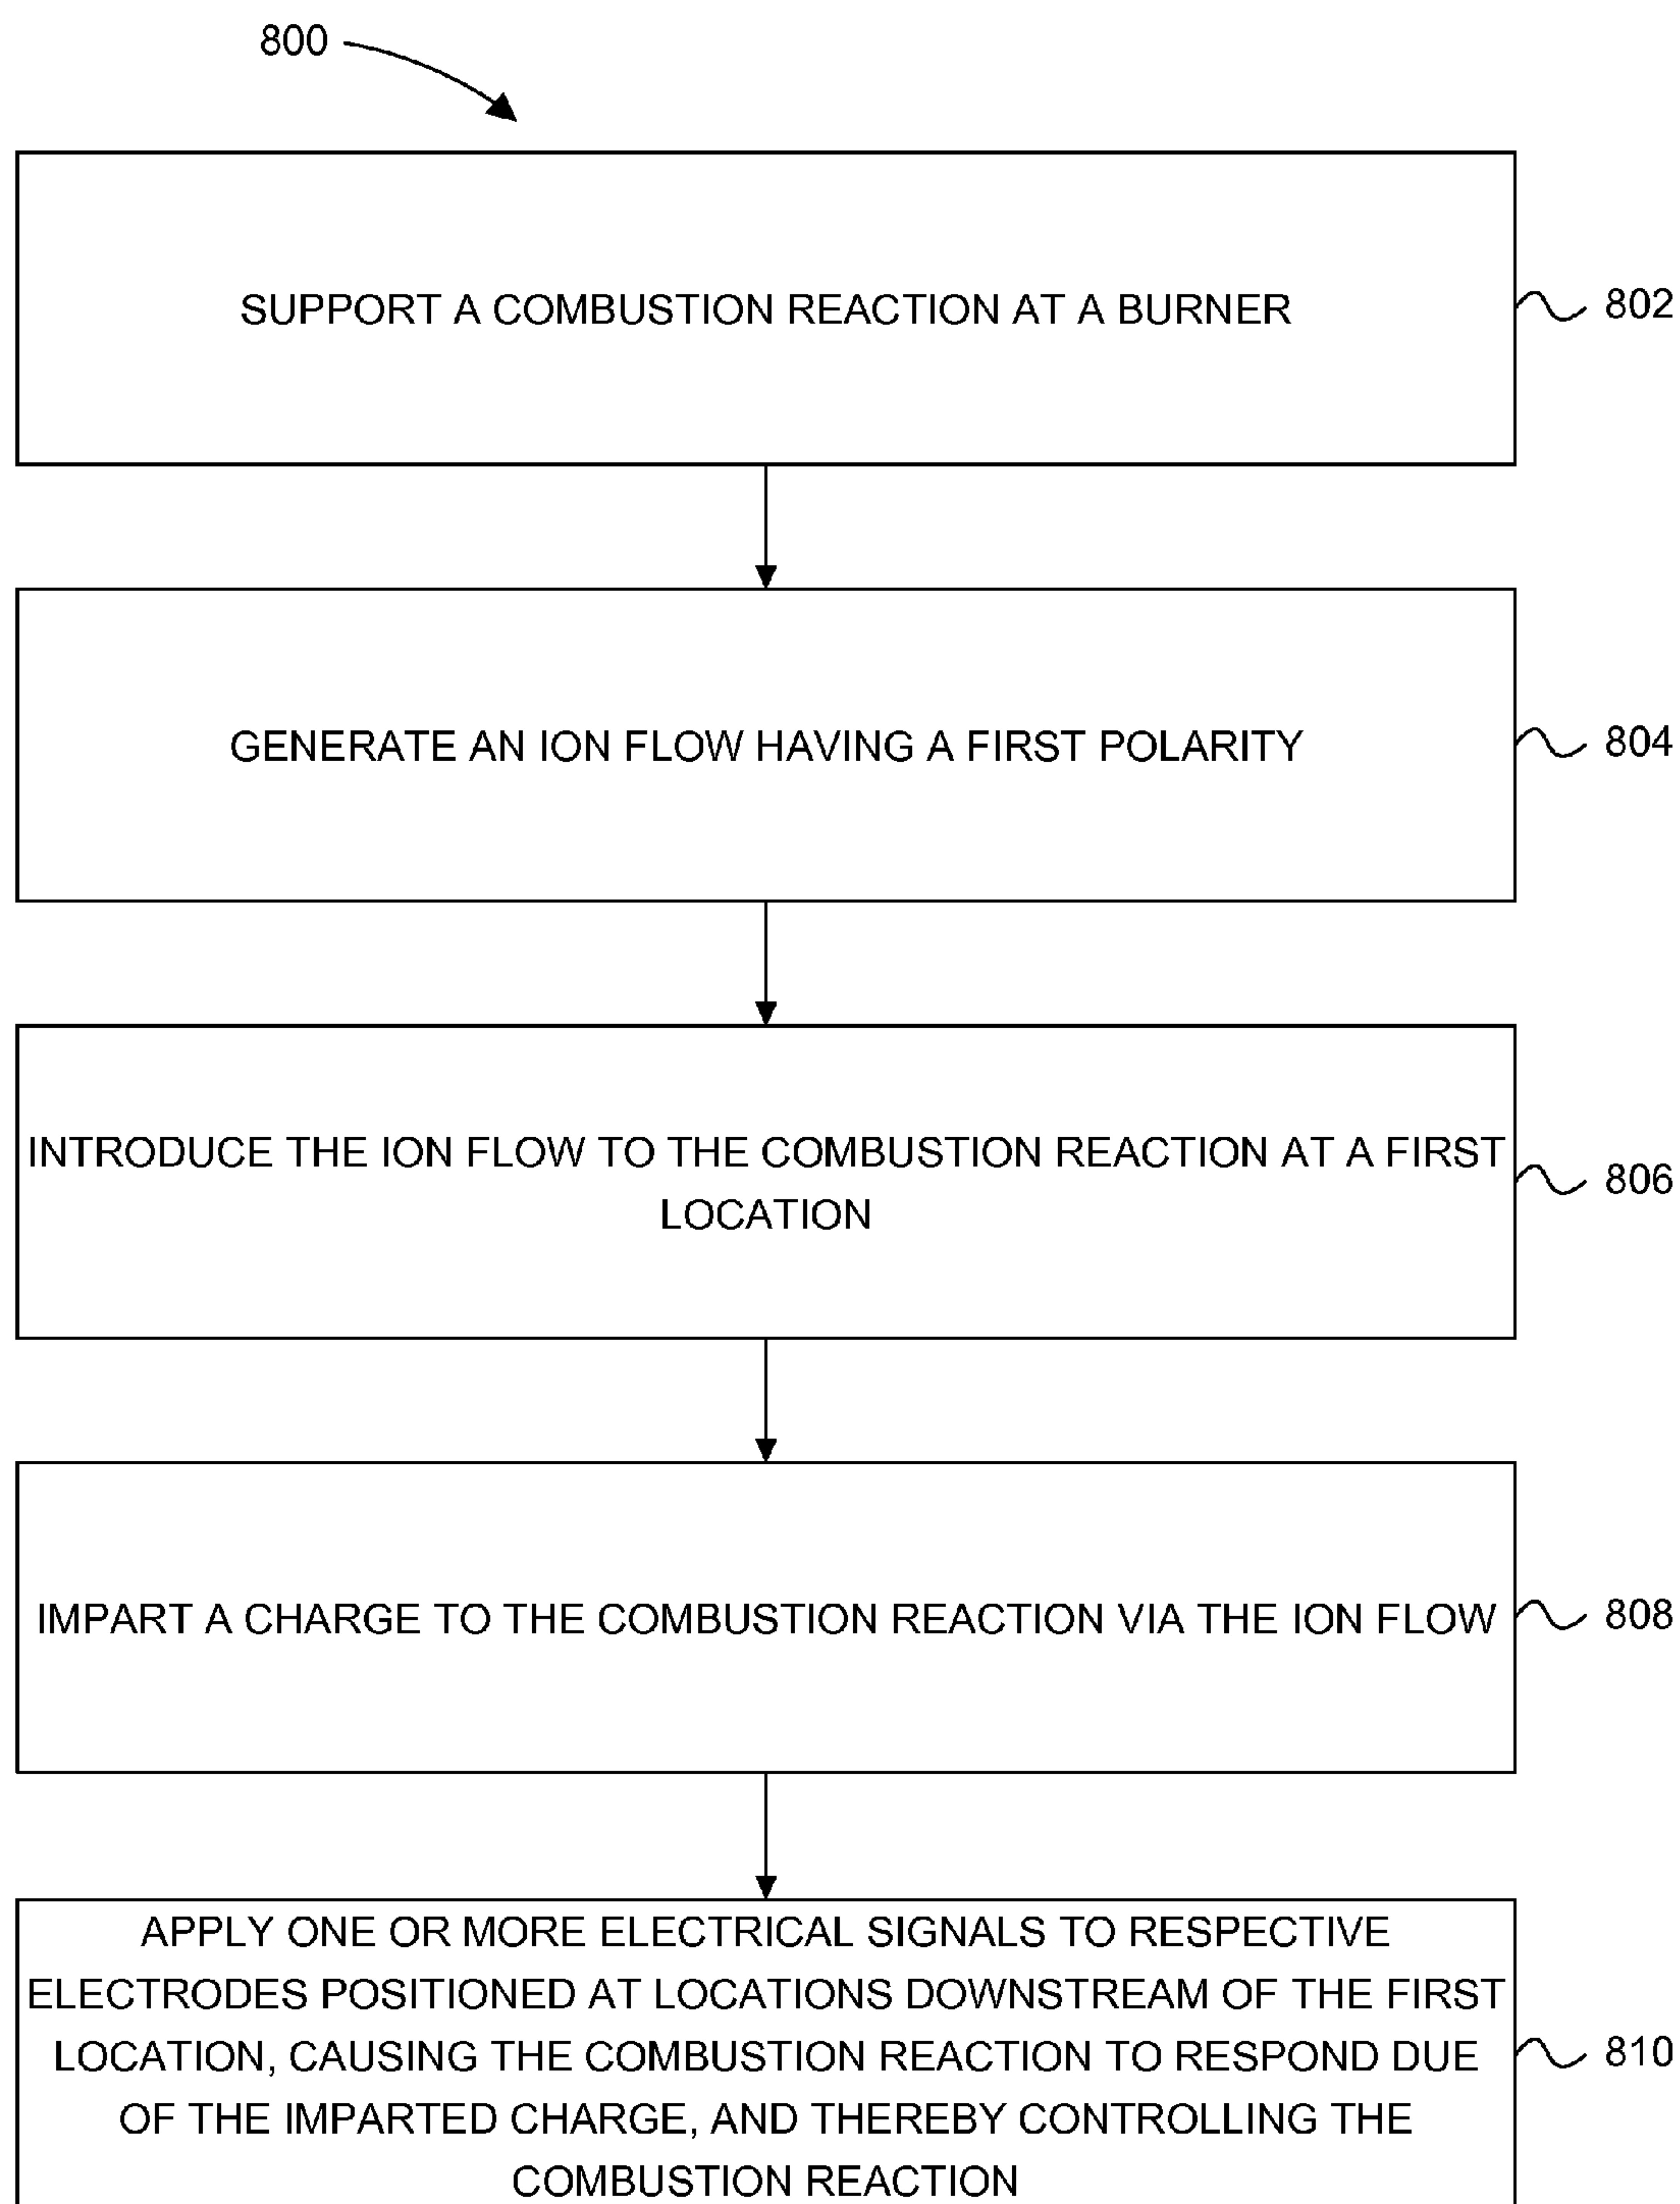 800
SUPPORT A COMBUSTION REACTION AT A BURNER
802
GENERATE AN ION FLOW HAVING A FIRST POLARITY
804
INTRODUCE THE ION FLOW TO THE COMBUSTION REACTION AT A FIRST
LOCATION
806
IMPART A CHARGE TO THE COMBUSTION REACTION VIA THE ION FLOW
808
APPLY ONE OR MORE ELECTRICAL SIGNALS TO RESPECTIVE
ELECTRODES POSITIONED AT LOCATIONS DOWNSTREAM OF THE FIRST
LOCATION, CAUSING THE COMBUSTION REACTION TO RESPOND DUE
OF THE IMPARTED CHARGE, AND THEREBY CONTROLLING THE
COMBUSTION REACTION
810